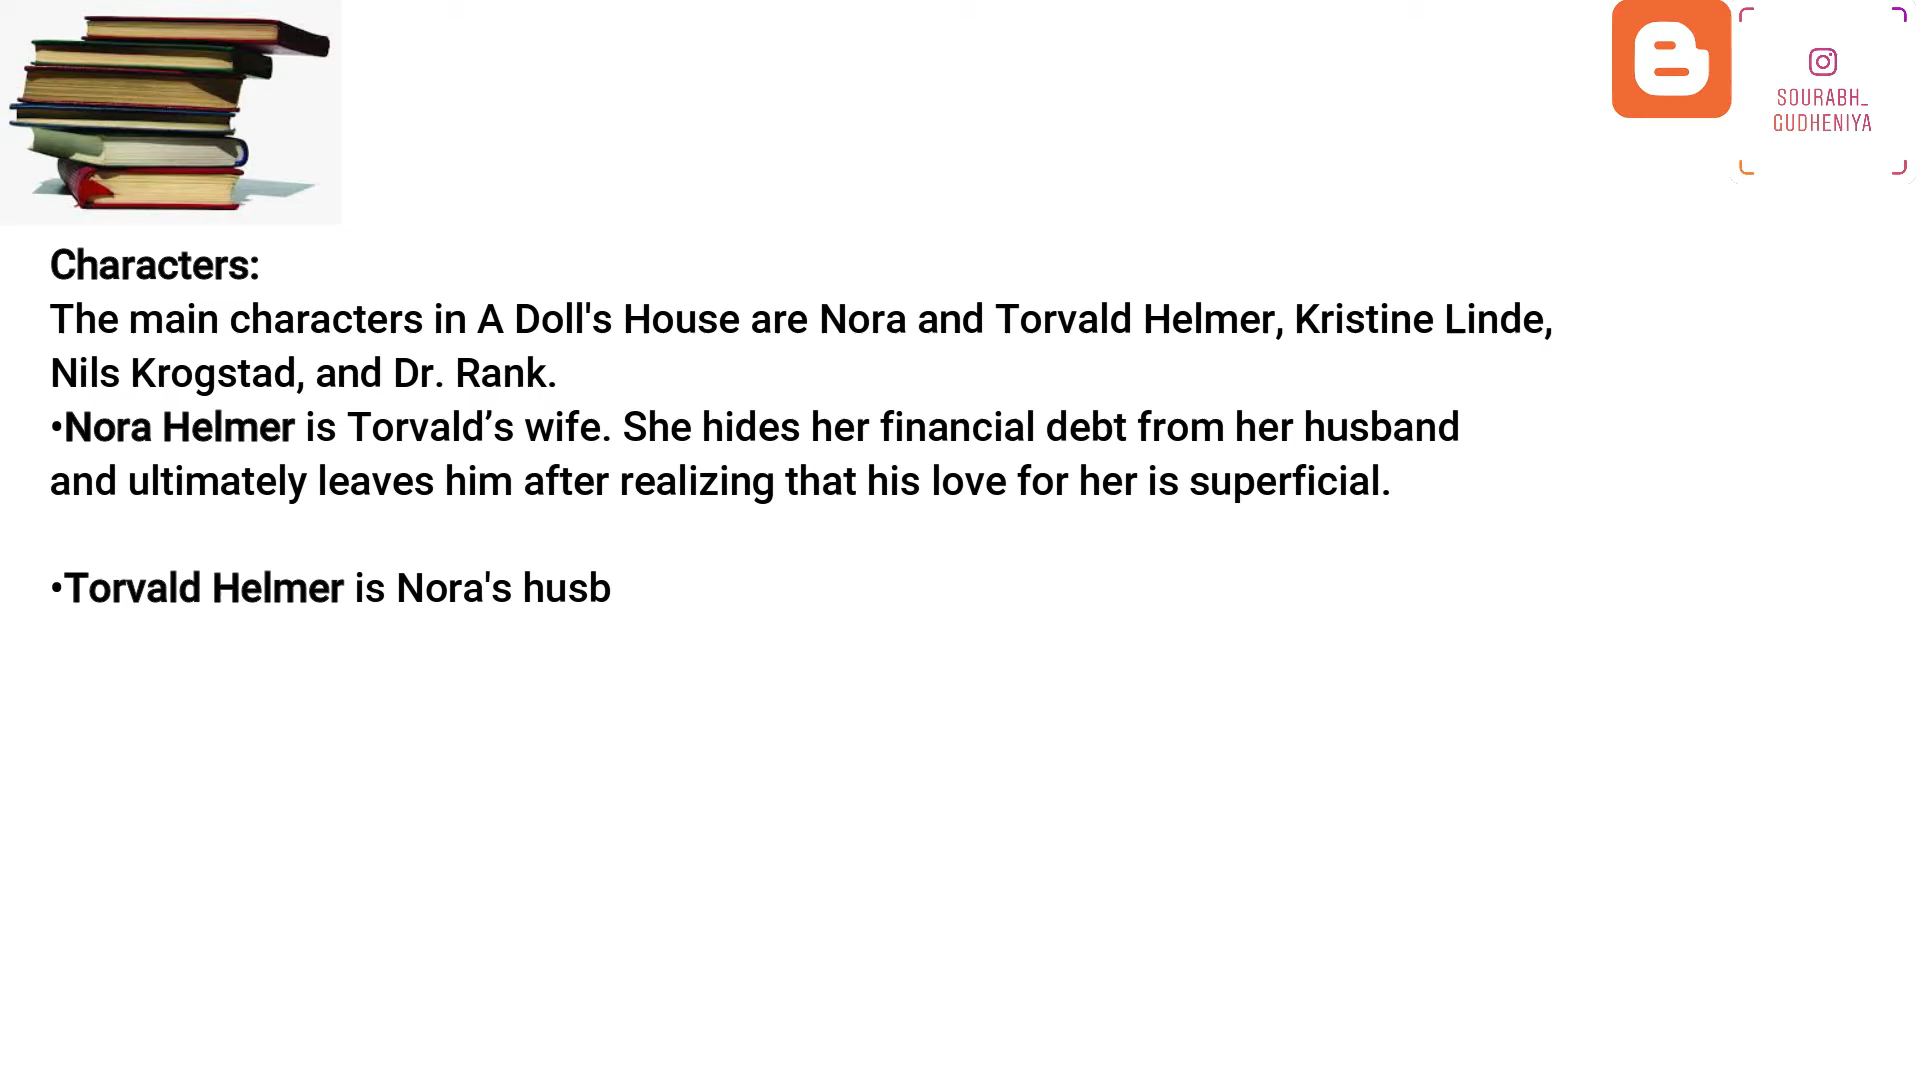 SOURABH_
GUDHENIYA
Characters:
The main characters in A Doll's House are Nora and Torvald Helmer, Kristine Linde,
Nils Krogstad, and Dr. Rank.
•Nora Helmer is Torvald’s wife. She hides her financial debt from her husband
and ultimately leaves him after realizing that his love for her is superficial.
•Torvald Helmer is Nora's husb